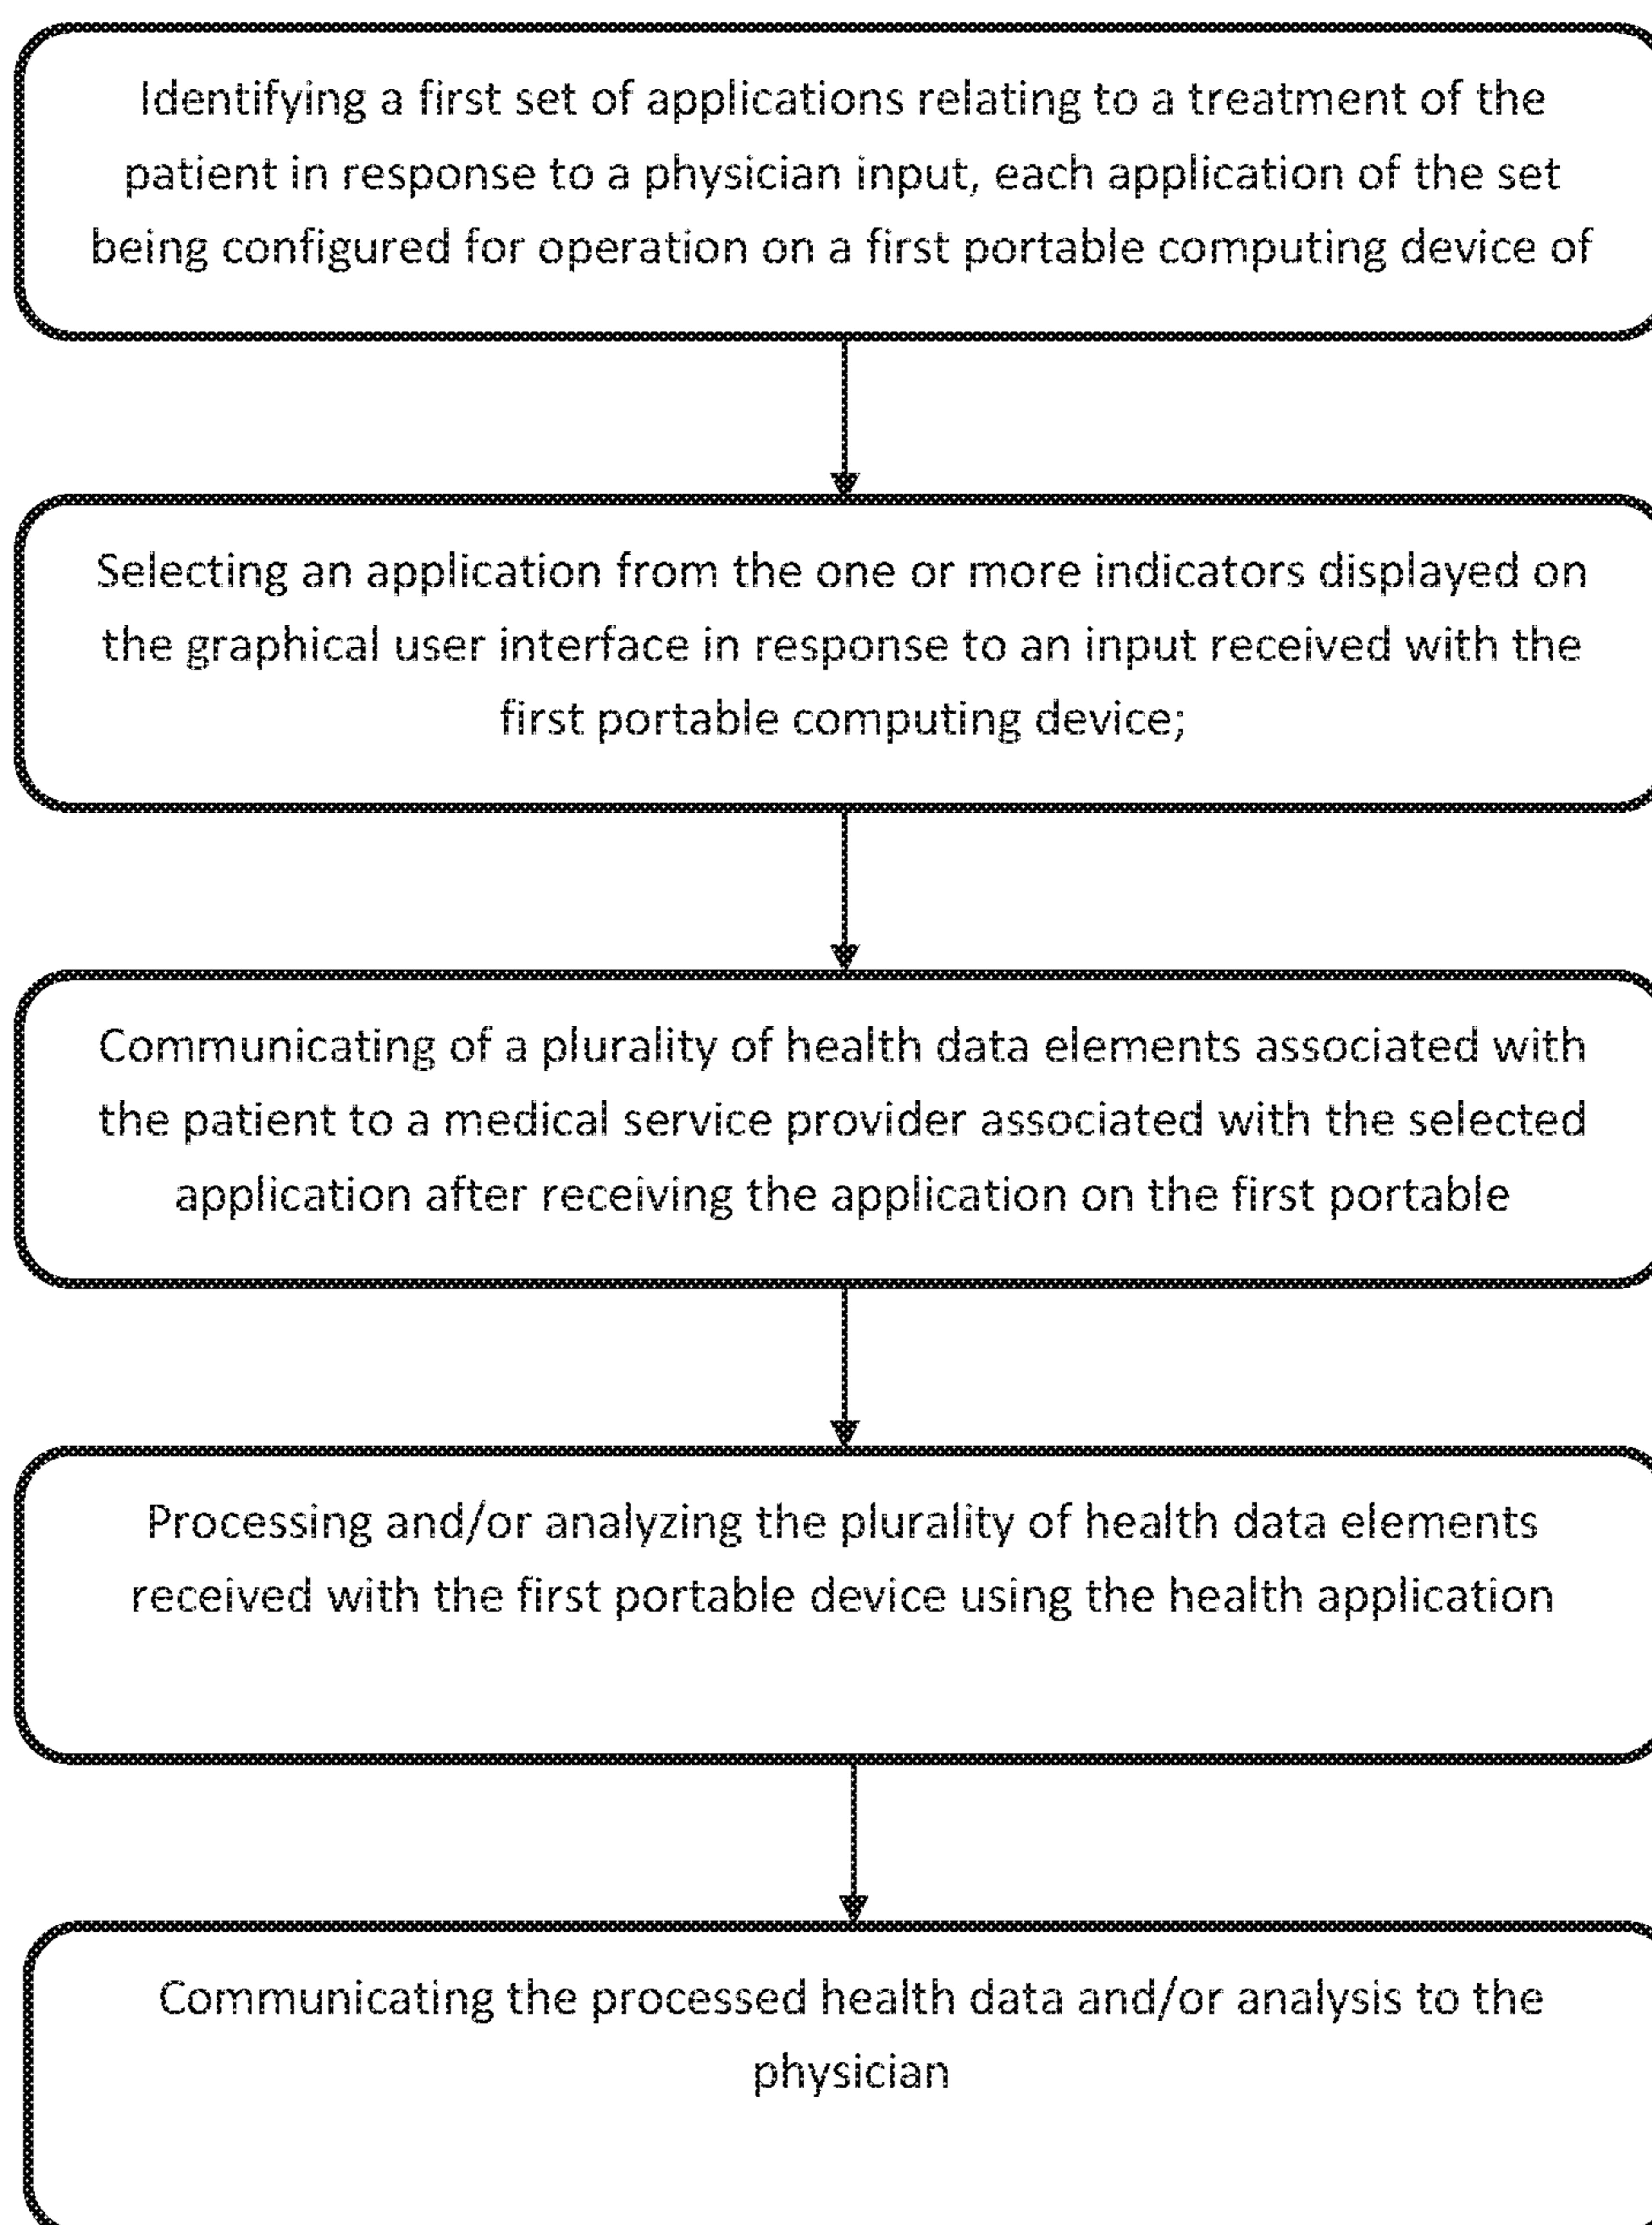 Identifying a first set of applications relating to a treatment of the
patient in response to a physician input, each application of the set
being configured for operation on a first portable computing device of
Selecting an application from the one or more indicators displayed on
the graphical user interface in response to an input received with the
first portable computing device;
Communicating of a plurality of health data elements associated with
the patient to a medical service provider associated with the selected
application after receiving the application on the first portable
Processing and/or analyzing the plurality of health data elements
received with the first portable device using the health application
Communicating the processed health data and/or analysis to the
physician